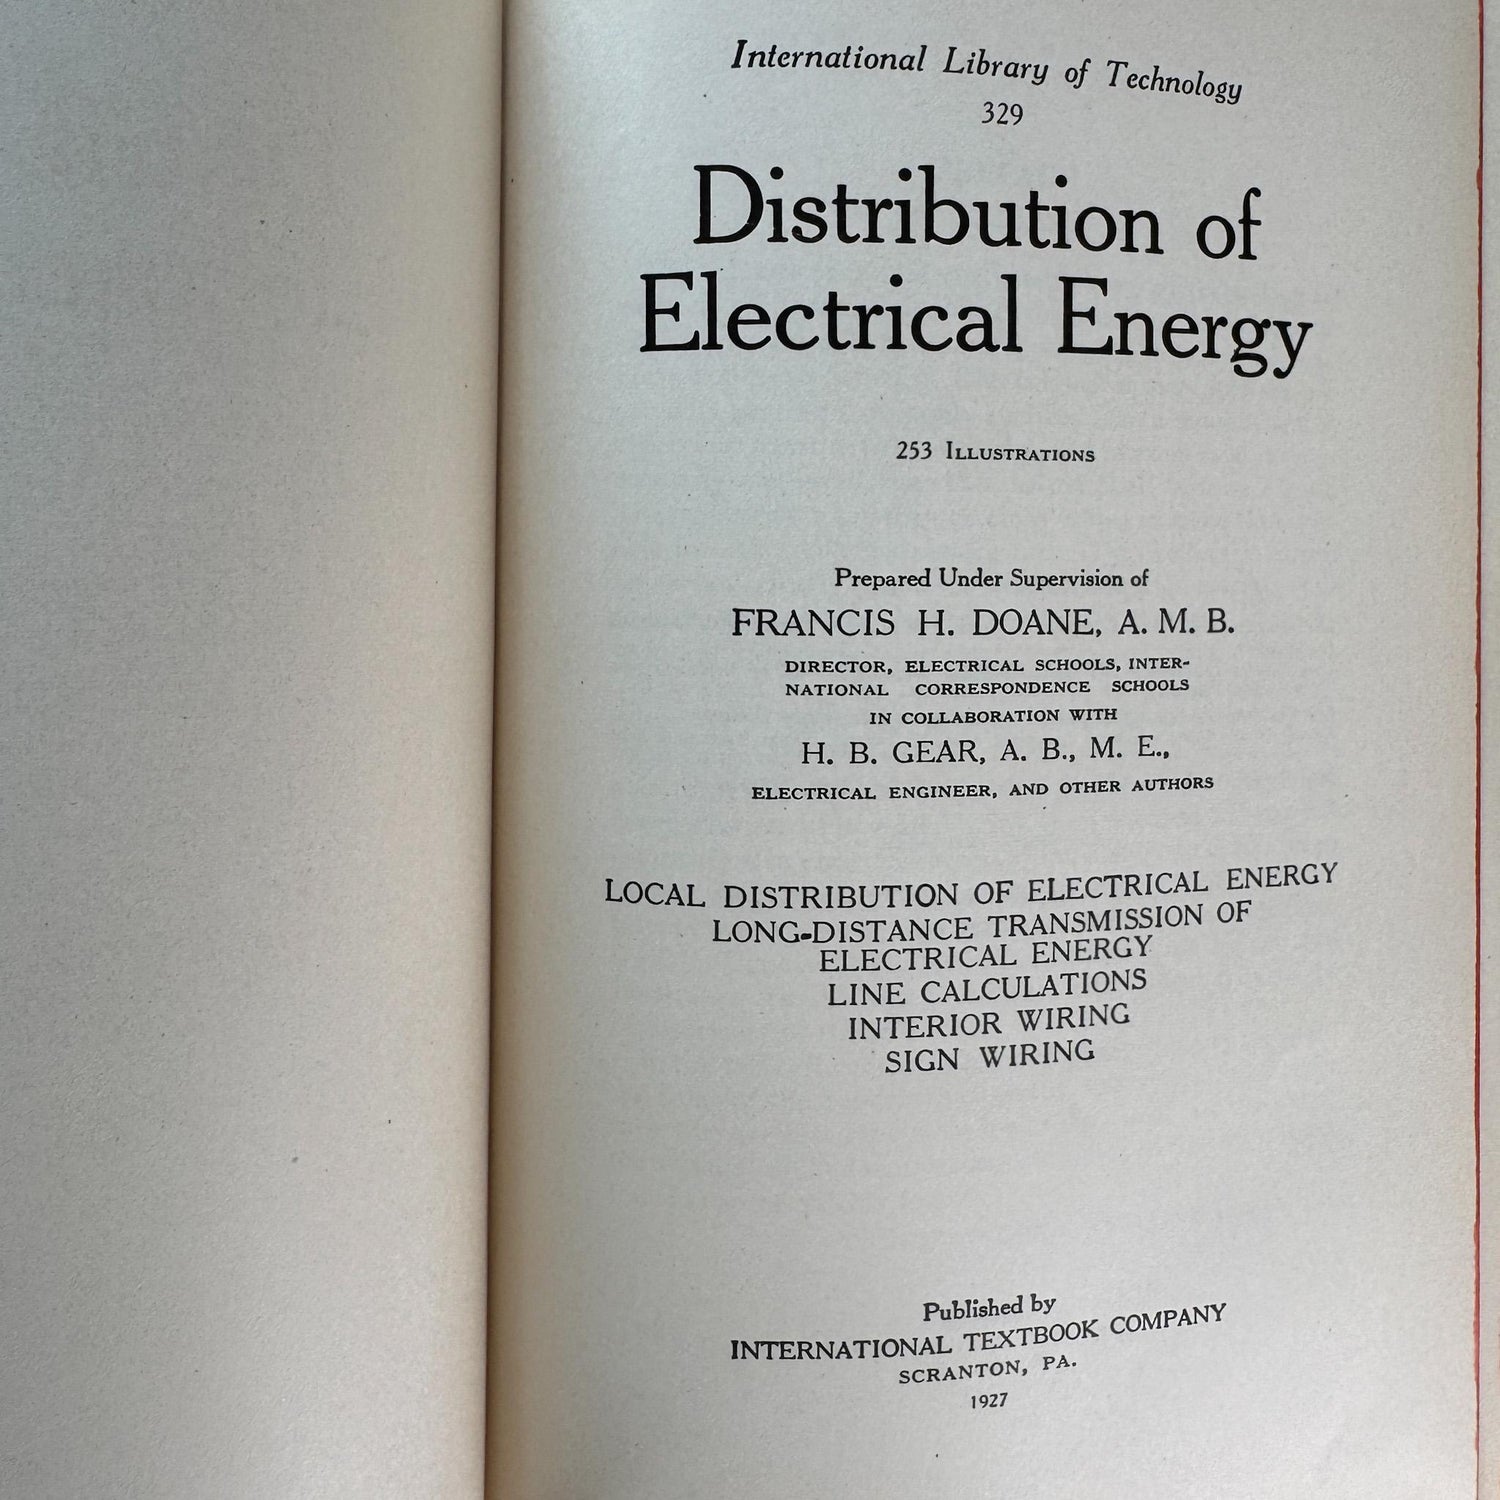 International Library of Technology
329
Distribution of
Electrical Energy
253 Illustrations
Prepared Under Supervision of
FRANCIS H. DOANE, A. M. B.
DIRECTOR, ELECTRICAL SCHOOLS, INTER-
NATIONAL CORRESPONDENCE SCHOOLS
IN COLLABORATION WITH
H. B. GEAR, A. B., M. E.,
ELECTRICAL ENGINEER, AND OTHER AUTHORS
LOCAL DISTRIBUTION OF ELECTRICAL ENERGY
LONG-DISTANCE TRANSMISSION OF
ELECTRICAL ENERGY
LINE CALCULATIONS
INTERIOR WIRING
SIGN WIRING
Published by
INTERNATIONAL TEXTBOOK COMPANY
SCRANTON, PA.
1927